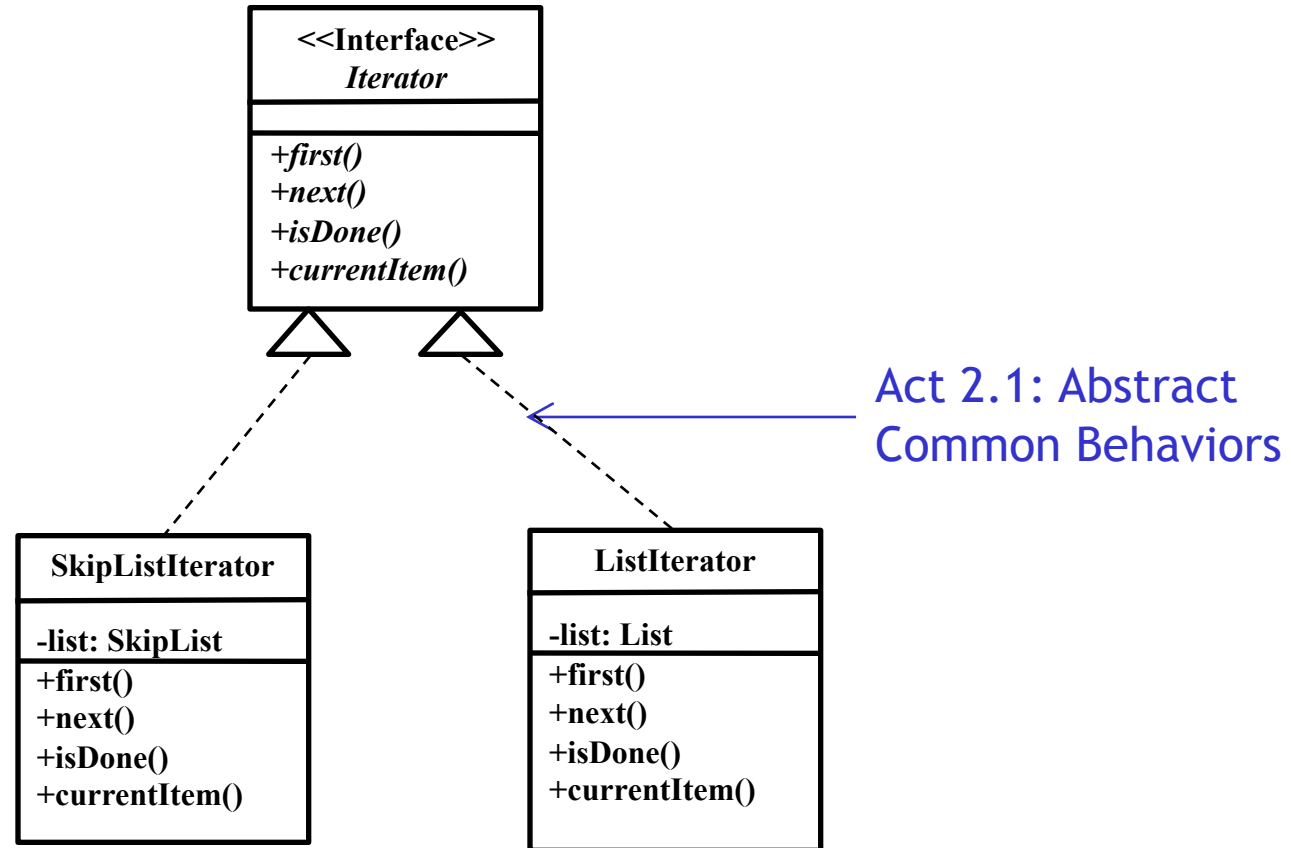 <<Interface>>
Iterator
+first()
+next()
+isDone()
+currentItem()
Act 2.1: Abstract
Common Behaviors
SkipListIterator
-list: SkipList
+first()
+next()
+isDone()
+currentItem()
ListIterator
-list: List
+first()
+next()
+isDone()
+currentItem()